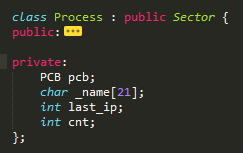 class Process : public Sector {
public:···

private:
    PCB pcb;
    char _name[21];
    int last_ip;
    int cnt;
};